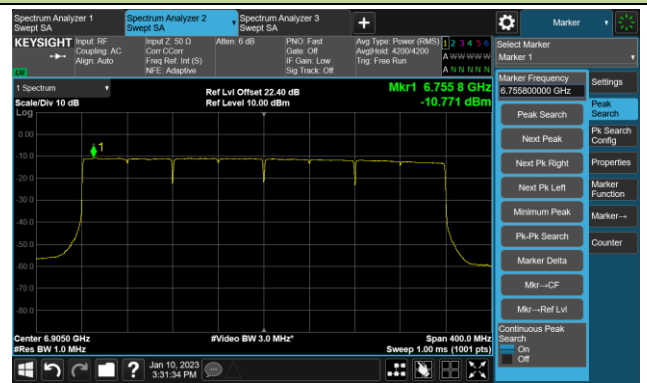 Spectrum Analyzer 1
Swept SA
Spectrum Analyzer 2
Swept SA
Spectrum Analyzer 3
Swept SA
+
Marker
KEYSIGHT
Input: RF
Coupling: AC
Align: Auto
Input Z: 50 Ω
Corr CCorr
Freq Ref: Int (S)
NFE: Adaptive
Atten: 6 dB
PNO: Fast
Gate: Off
IF Gain: Low
Sig Track: Off
Avg Type: Power (RMS)
Avg|Hold: 4200/4200
Trig: Free Run
1 2 3 4 5 6
A W W W W W
A N N N N N
Select Marker
Marker 1
1 Spectrum
Scale/Div 10 dB
Log
Ref Lvl Offset 22.40 dB
Ref Level 10.00 dBm
Mkr1 6.755 8 GHz
-10.771 dBm
1
0.00
-10.0
-20.0
-30.0
-40.0
-50.0
-60.0
-70.0
-80.0
Center 6.9050 GHz
#Res BW 1.0 MHz
#Video BW 3.0 MHz*
Span 400.0 MHz
Sweep 1.00 ms (1001 pts)
Marker Frequency
6.755800000 GHz
Peak Search
Next Peak
Next Pk Right
Next Pk Left
Minimum Peak
Pk-Pk Search
Marker Delta
Mkr→CF
Mkr→Ref Lvl
Continuous Peak
Search
On
Off
Settings
Peak
Search
Pk Search
Config
Properties
Marker
Function
Marker→
Counter
?
Jan 10, 2023
3:31:34 PM